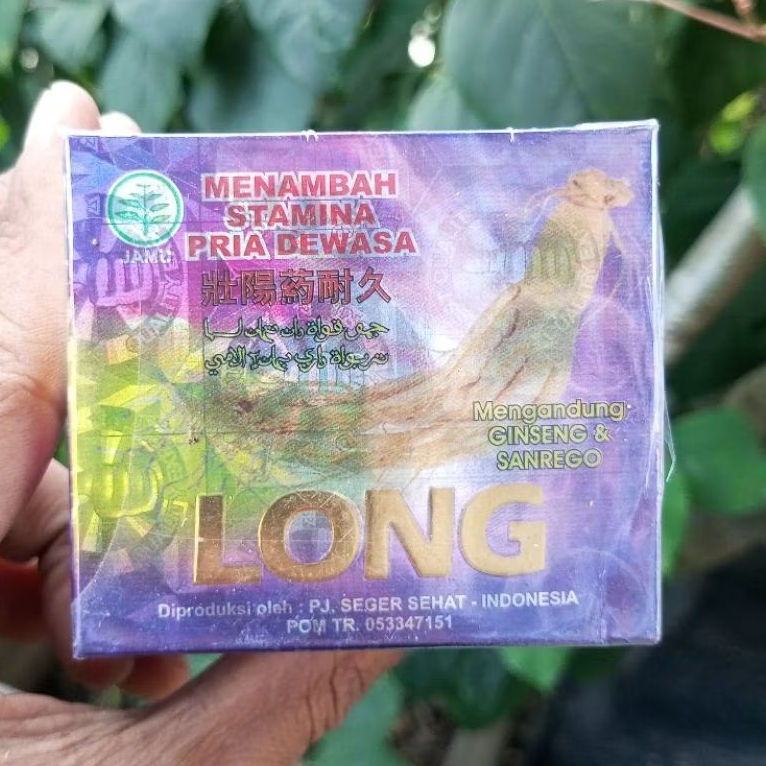 JAMU
MENAMBAH
STAMINA
PRIA DEWASA
壯陽葯耐久
Mengandung
GINSENG &
SANREGO
LONG
Diproduksi oleh : PJ. SEGER SEHAT - INDONESIA
POM TR. 053347151